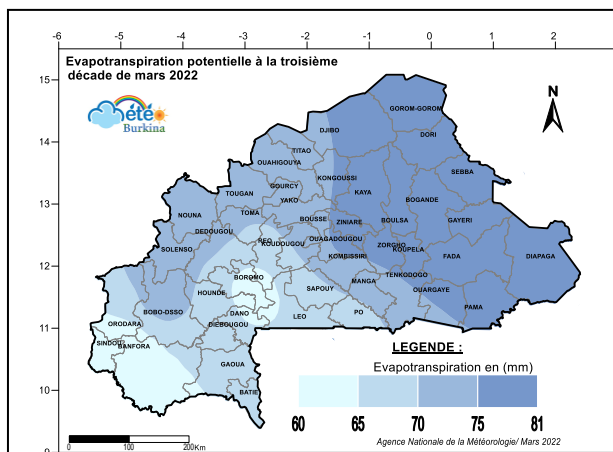 -6 -5 -4 -3 -2 -1 0 1 2
Evapotranspiration potentielle à la troisième
décade de mars 2022
été
Burkina
N
15
14
13
12
11
10
9
GOROM-GOROM
DJIBO
DORI
TITAO
OUAHIGOUYA
KONGOUSSI
SEBBA
GOURCY
KAYA
TOUGAN
YAKO
BOGANDE
NOUNA
TOMA
BOUSSE
ZINIARE
BOULSA
GAYERI
DEDOUGOU
REO
KOUDOUGOU
OUAGADOUGOU
SOLENSO
ZORGHO
KOUPELA
KOMBISSIRI
FADA
DIAPAGA
BOROMO
TENKODOGO
MANGA
HOUNDE
SAPOUY
OUARGAYE
BOBO-DSSO
DANO
LEO
PO
PAMA
ORODARA
DIEBOUGOU
SINDOU
BANFORA
GAOUA
BATIE
LEGENDE :
Evapotranspiration en (mm)
60 65 70 75 81
0 100 200 Km
Agence Nationale de la Météorologie/ Mars 2022